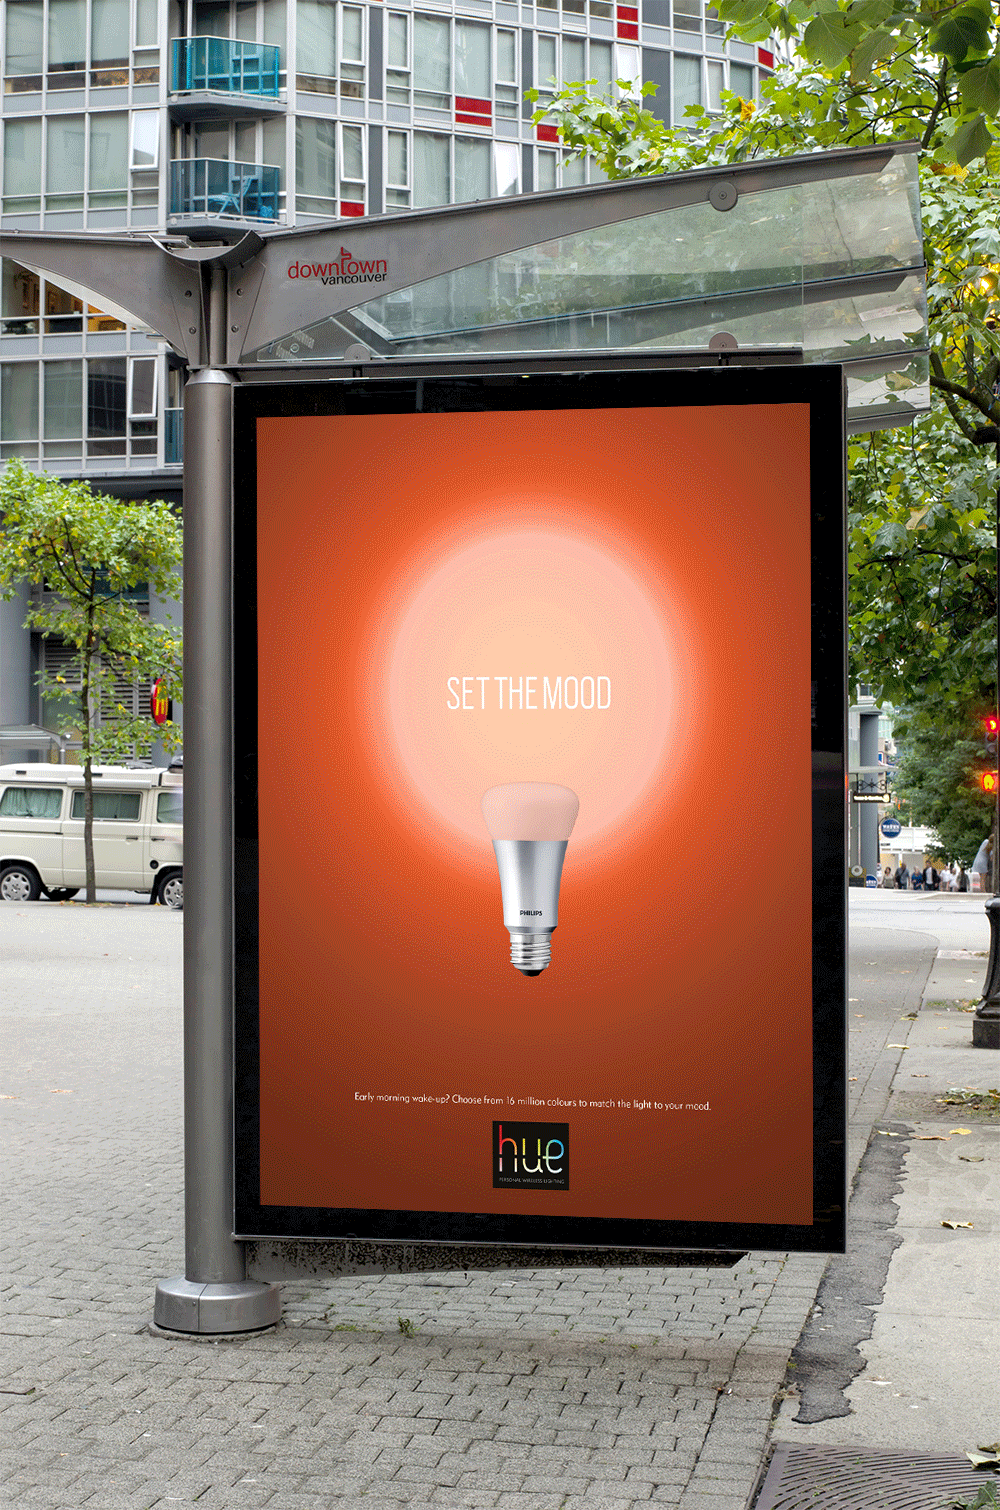 downtown
vancouver
SET THE MOOD
PHILIPS
Early morning wake-up? Choose from 16 million colours to match the light to your mood.
hue
PERSONAL WIRELESS LIGHTING